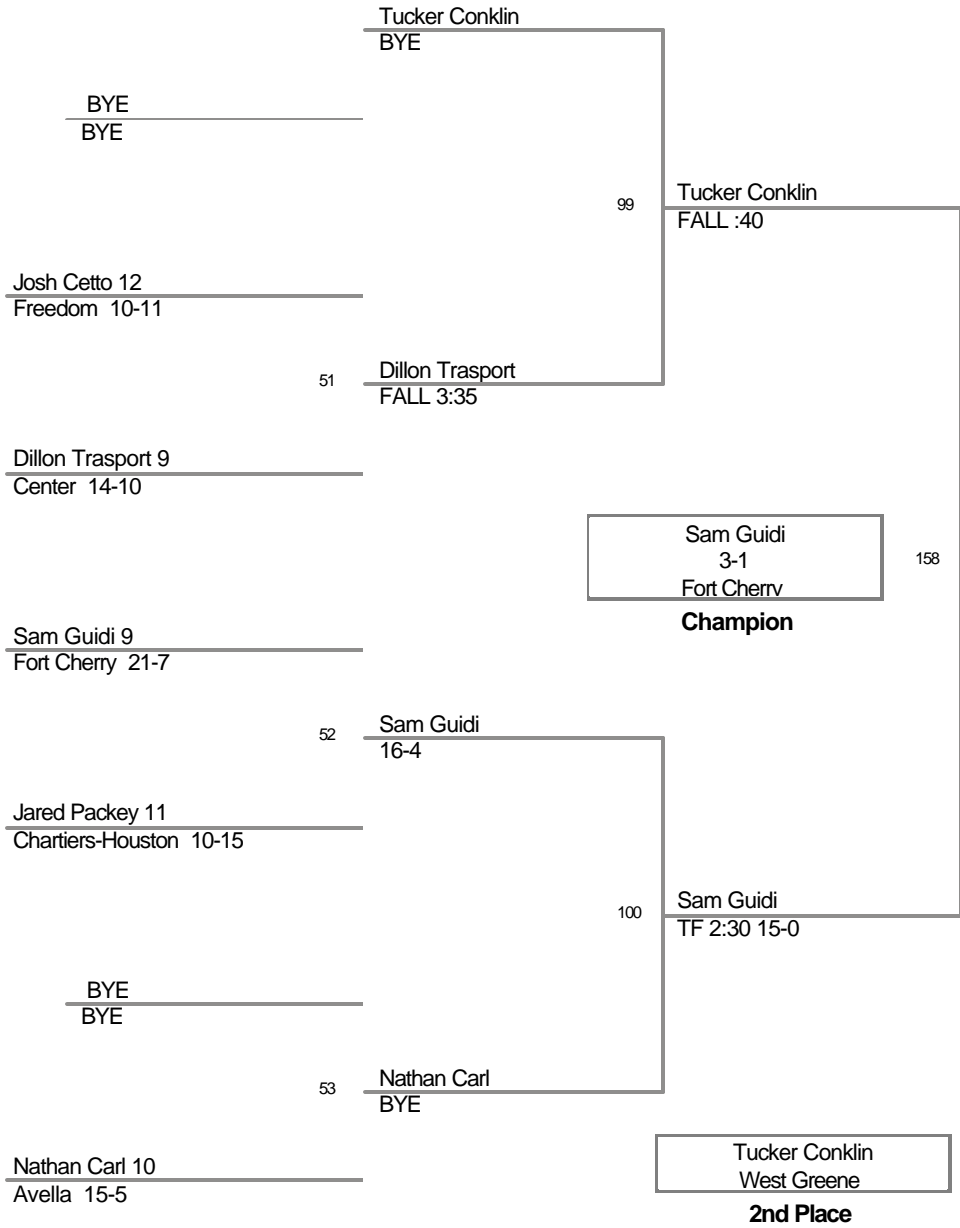 Tucker Conklin
BYE
BYE
BYE
99
Tucker Conklin
FALL :40
Josh Cetto 12
Freedom 10-11
51
Dillon Trasport
FALL 3:35
Dillon Trasport 9
Center 14-10
Sam Guidi
3-1
Fort Cherry
158
Champion
Sam Guidi 9
Fort Cherry 21-7
52
Sam Guidi
16-4
Jared Packey 11
Chartiers-Houston 10-15
100
Sam Guidi
TF 2:30 15-0
BYE
BYE
53
Nathan Carl
BYE
Nathan Carl 10
Avella 15-5
Tucker Conklin
West Greene
2nd Place